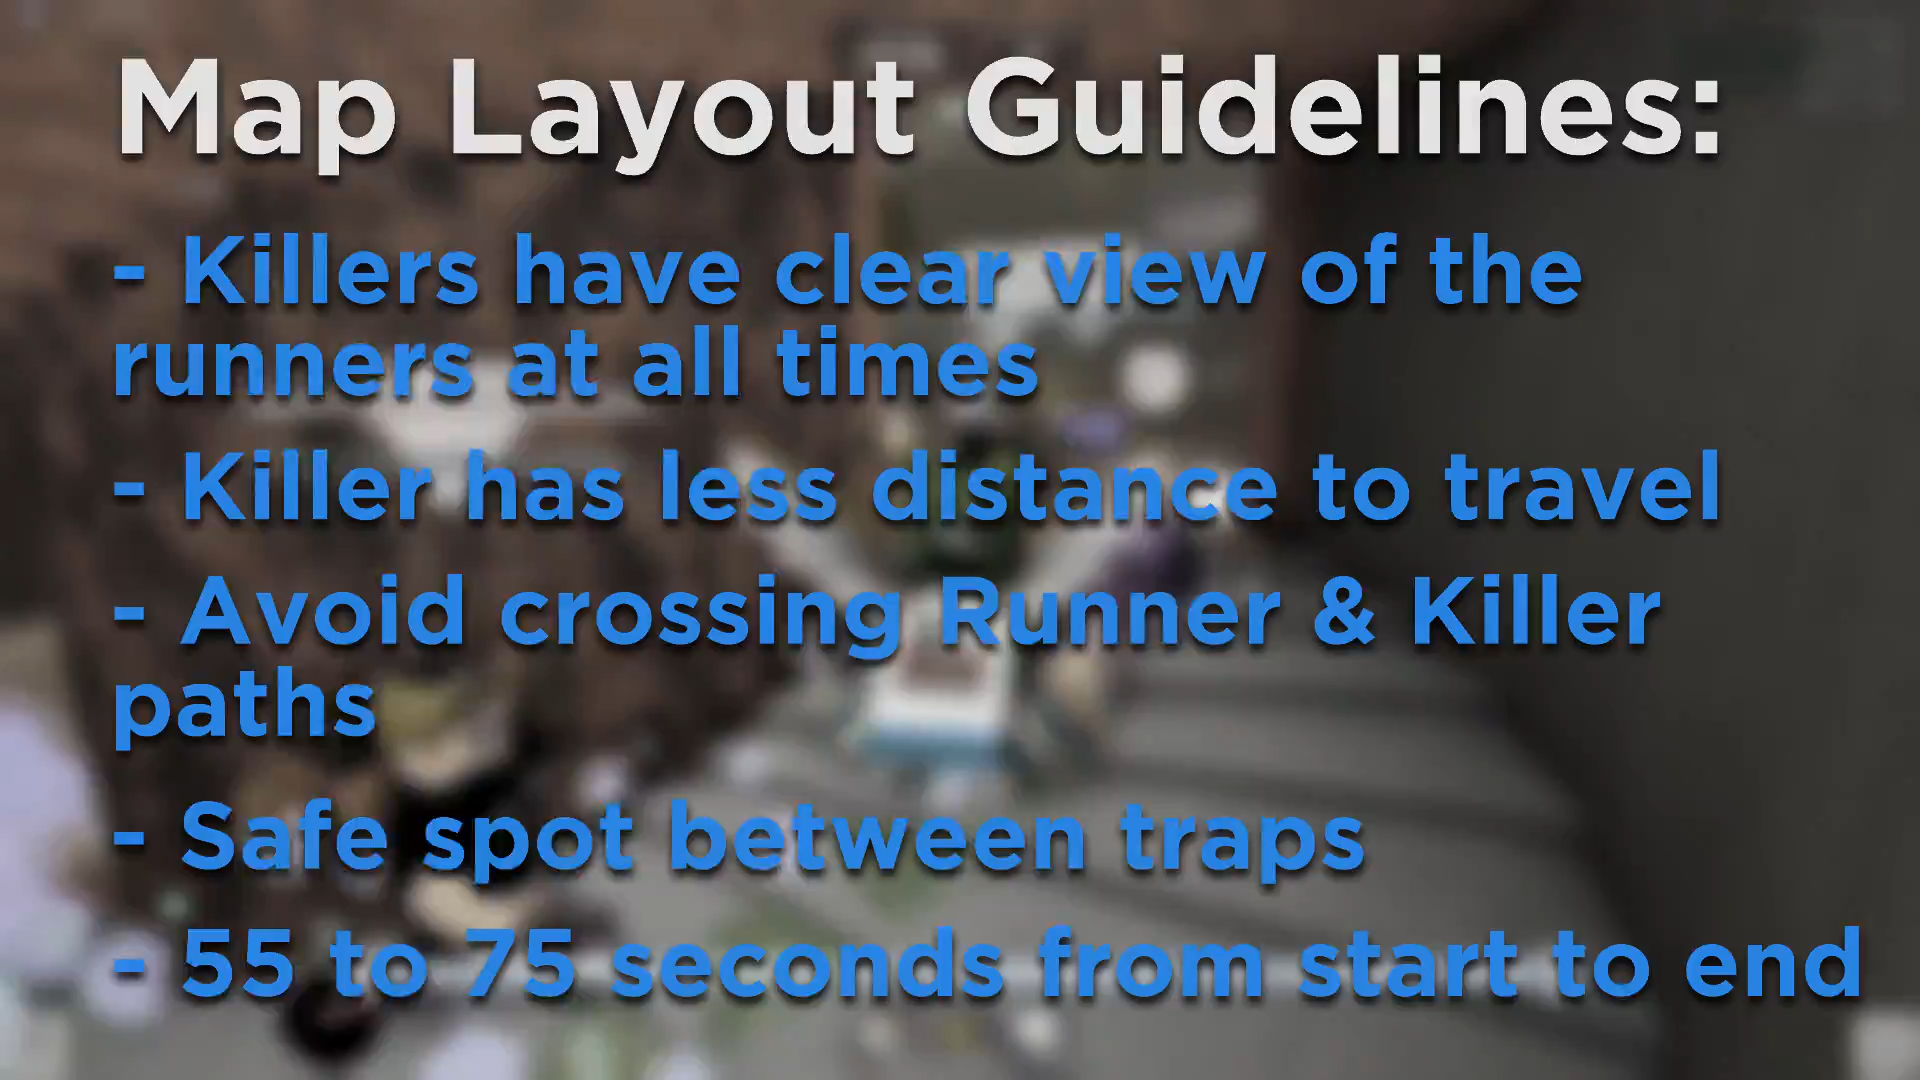 Map Layout Guidelines:
- Killers have clear view of the
runners at all times
- Killer has less distance to travel
- Avoid crossing Runner & Killer
paths
- Safe spot between traps
- 55 to 75 seconds from start to end